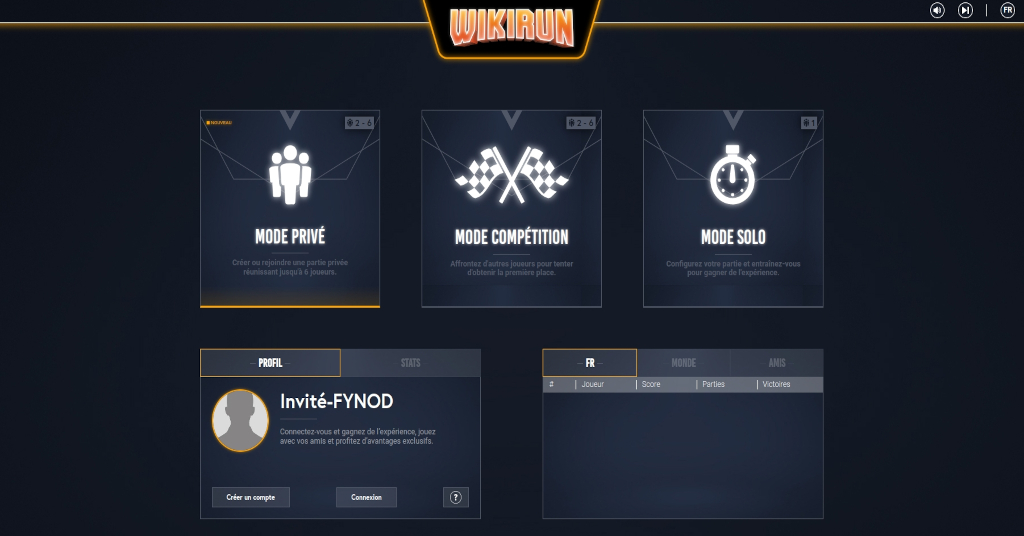 WIKIRUN
FR
NOUVEAU
2 - 6
2 - 6
1
MODE PRIVÉ
Créer ou rejoindre une partie privée
réunissant jusqu'à 6 joueurs.
MODE COMPÉTITION
Affrontez d'autres joueurs pour tenter
d'obtenir la première place.
MODE SOLO
Configurez votre partie et entraînez-vous
pour gagner de l'expérience.
PROFIL
STATS
Invité-FYNOD
Connectez-vous et gagnez de l'expérience, jouez
avec vos amis et profitez d'avantages exclusifs.
Créer un compte
Connexion
?
FR
MONDE
AMIS
# | Joueur | Score | Parties | Victoires